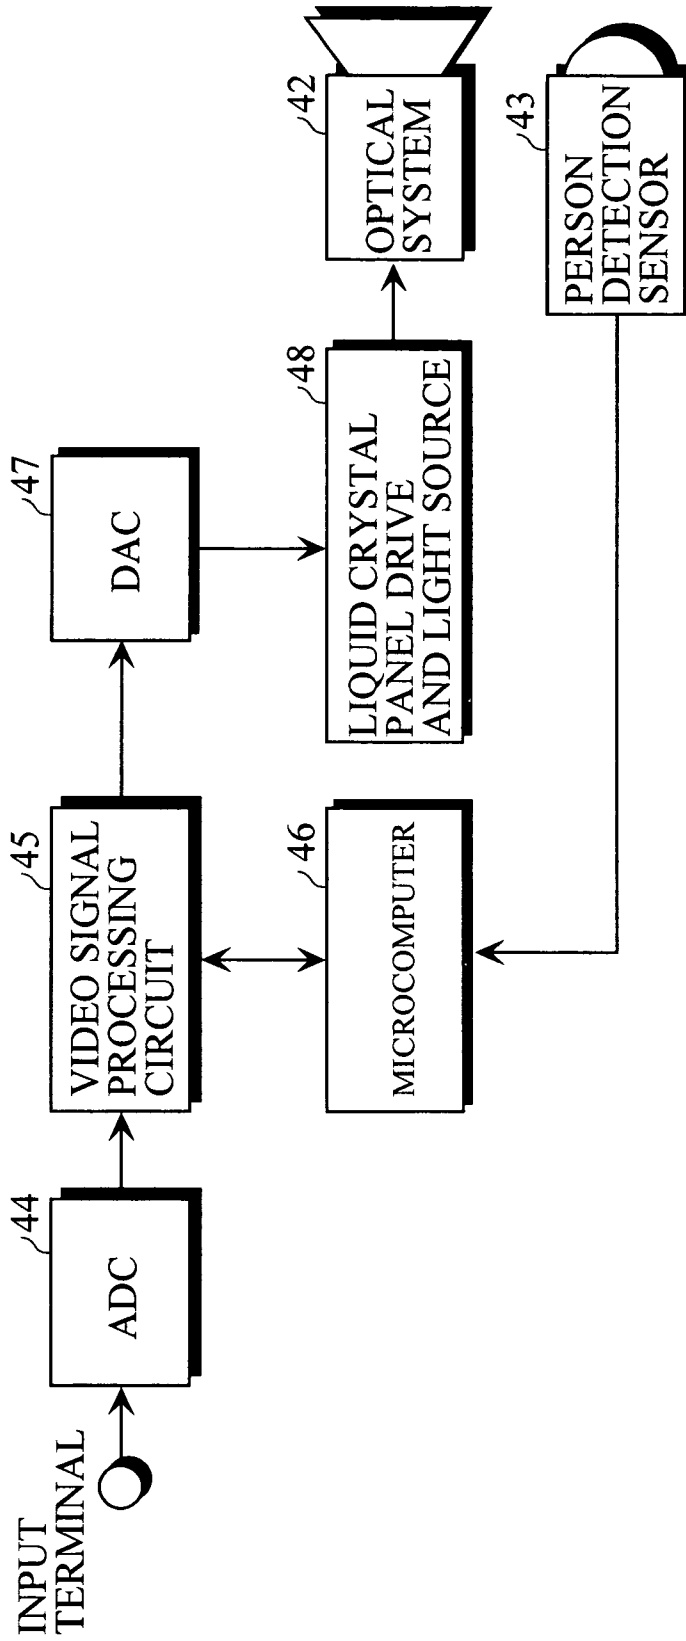 INPUT
TERMINAL
44
ADC
45
VIDEO SIGNAL
PROCESSING
CIRCUIT
47
DAC
46
MICROCOMPUTER
48
LIQUID CRYSTAL
PANEL DRIVE
AND LIGHT SOURCE
42
OPTICAL
SYSTEM
43
PERSON
DETECTION
SENSOR